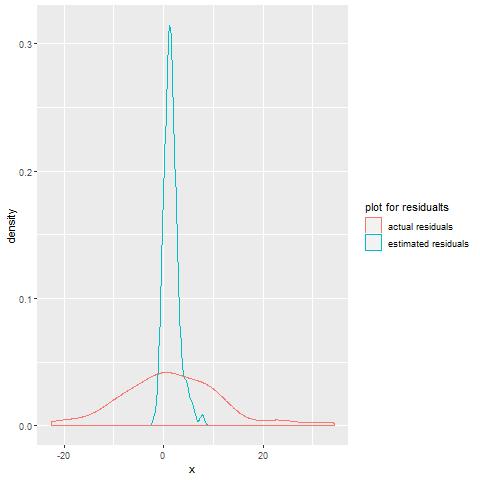 0.3
0.2
0.1
0.0
density
-20
0
20
x
plot for residualts
actual residuals
estimated residuals